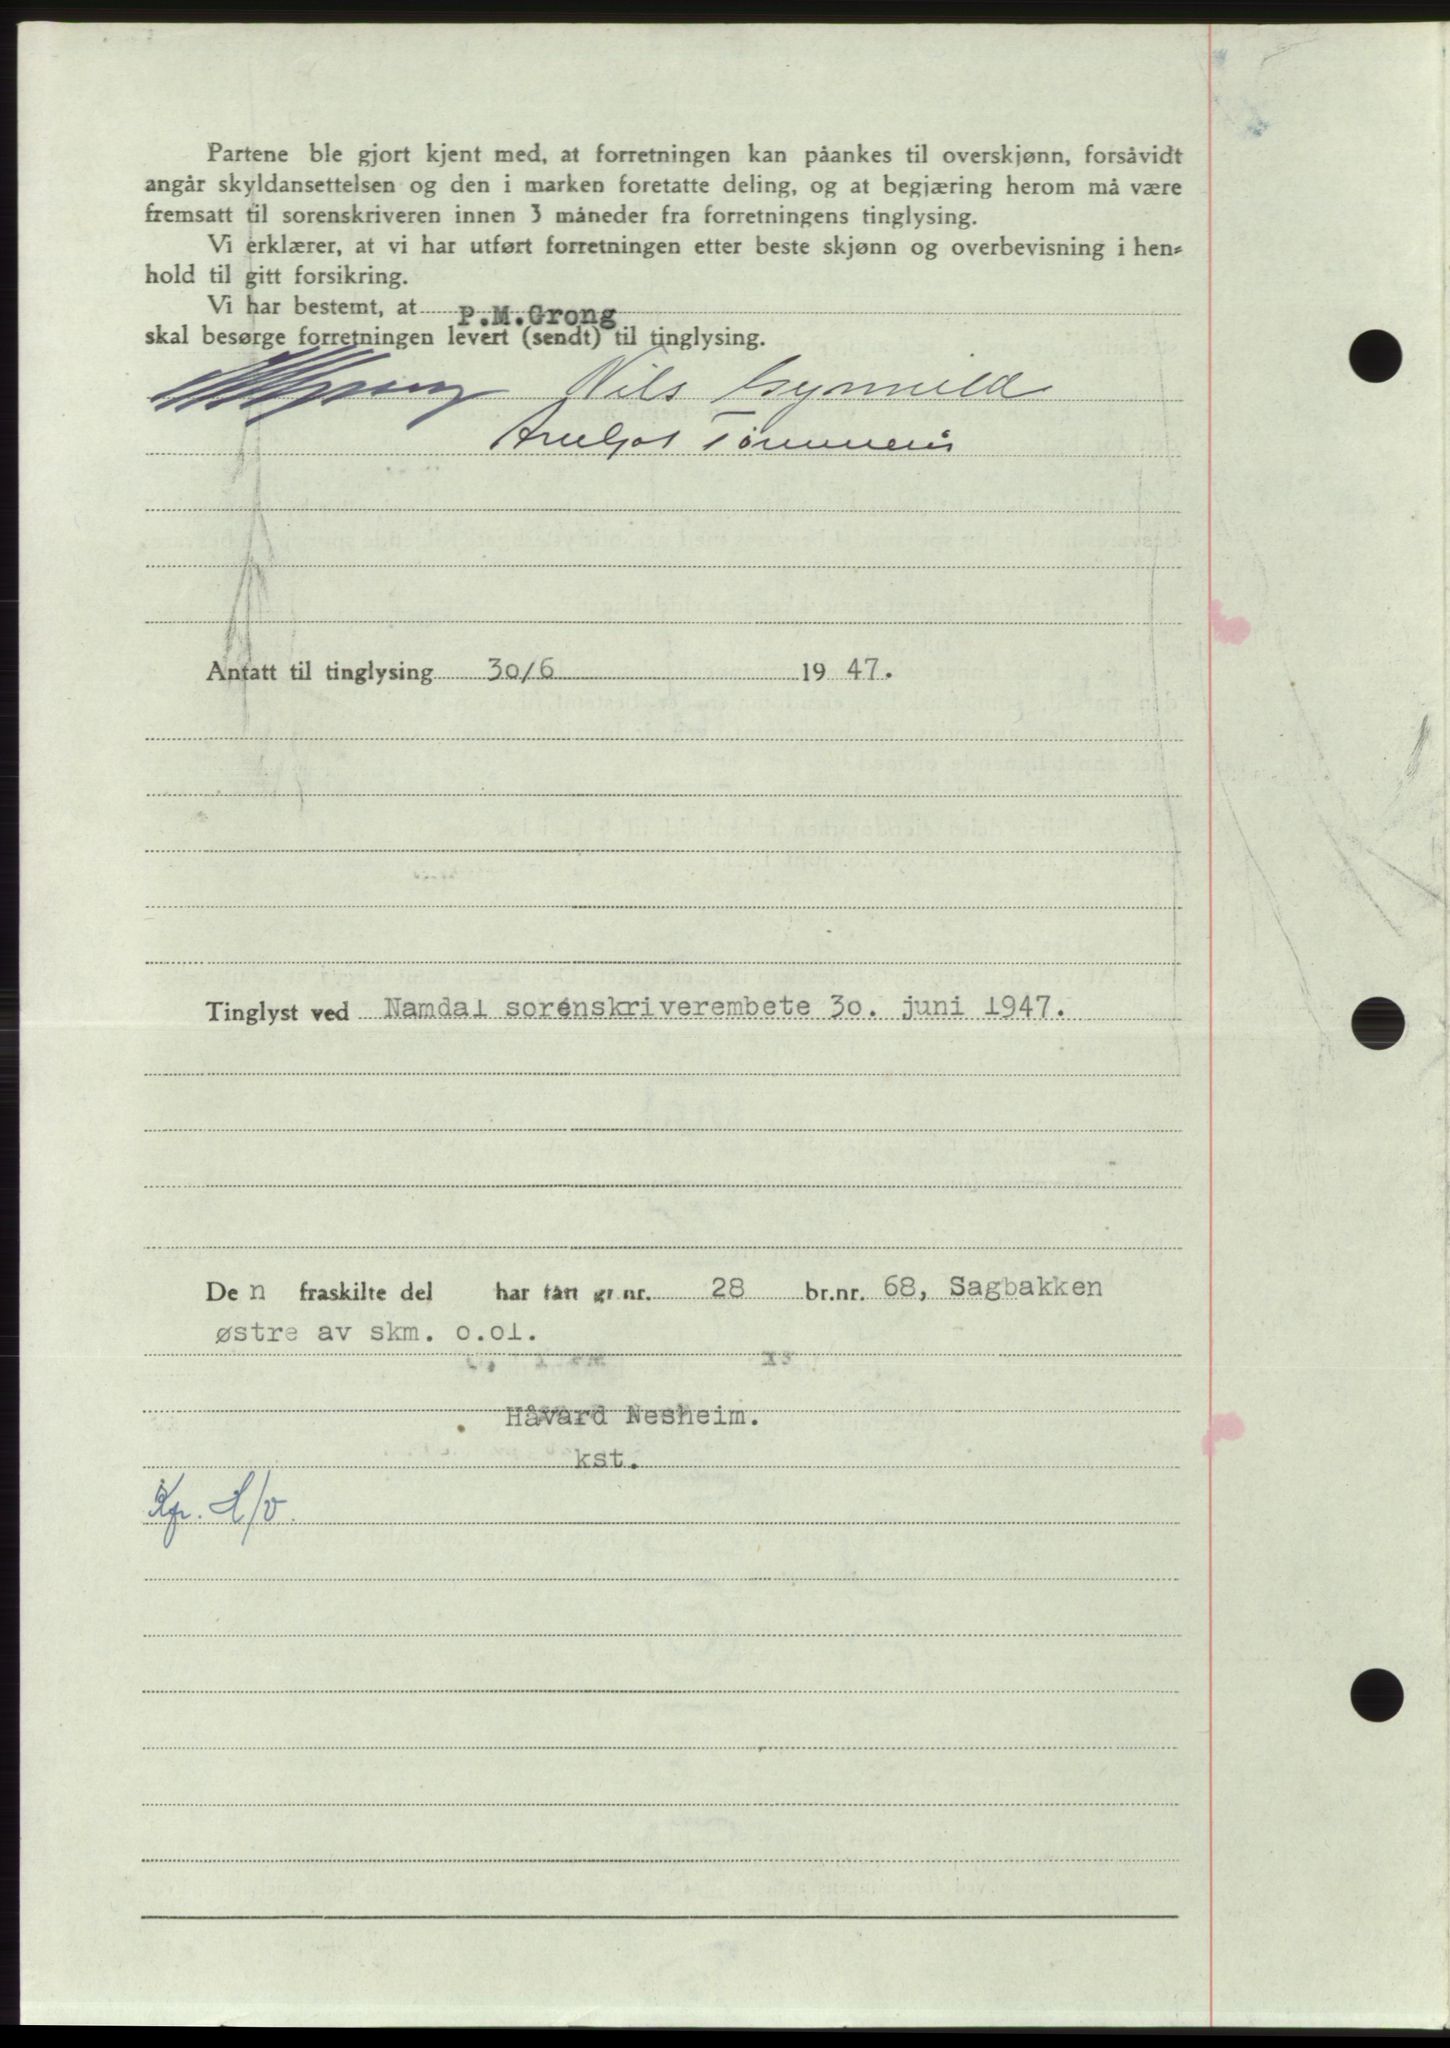 Partene ble gjort kjent med, at forretningen kan påankes til overskjønn, forsåvidt
angår skyldansettelsen og den i marken foretatte deling, og at begjæring herom må være
fremsatt til sorenskriveren innen 3 måneder fra forretningens tinglysing.
Vi erklærer, at vi har utført forretningen etter beste skjønn og overbevisning i hen-
hold til gitt forsikring.
Vi har bestemt, at P.M.Grong
skal besørge forretningen levert (sendt) til tinglysing.
Nils
Antatt til tinglysing 30/6 1947.
Tinglyst ved Namdal sorenskriverembete 30. juni 1947.
Den fraskilte del har fått gr.nr. 28 br.nr. 68, Sagbakken
østre av skm. 0.01.
Håvard Nesheim.
kst.